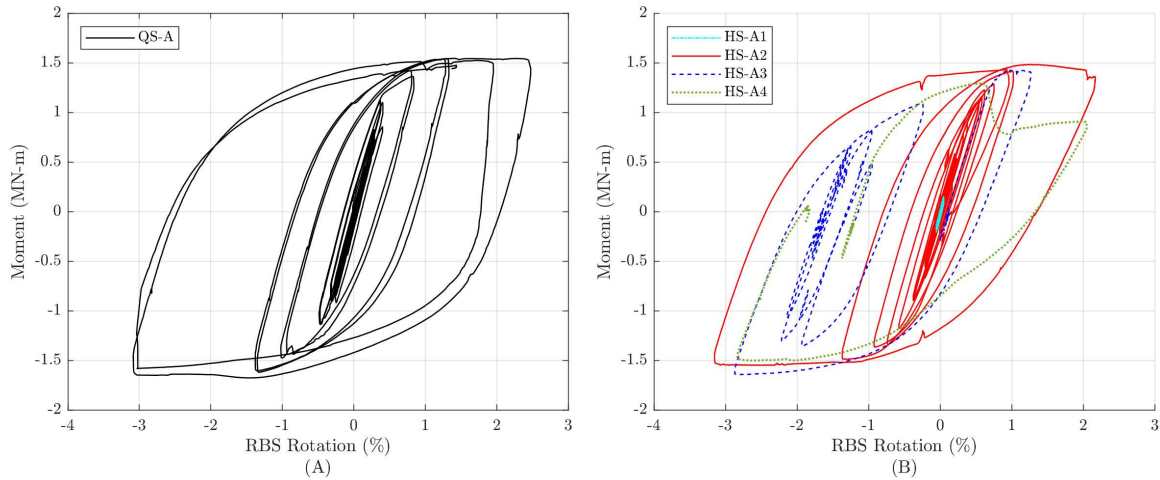 QS-A
Moment (MN-m)
2
1.5
1
0.5
0
-0.5
-1
-1.5
-2
-4 -3 -2 -1 0 1 2 3
RBS Rotation (%)
(A)
HS-A1
HS-A2
HS-A3
HS-A4
Moment (MN-m)
2
1.5
1
0.5
0
-0.5
-1
-1.5
-2
-4 -3 -2 -1 0 1 2 3
RBS Rotation (%)
(B)